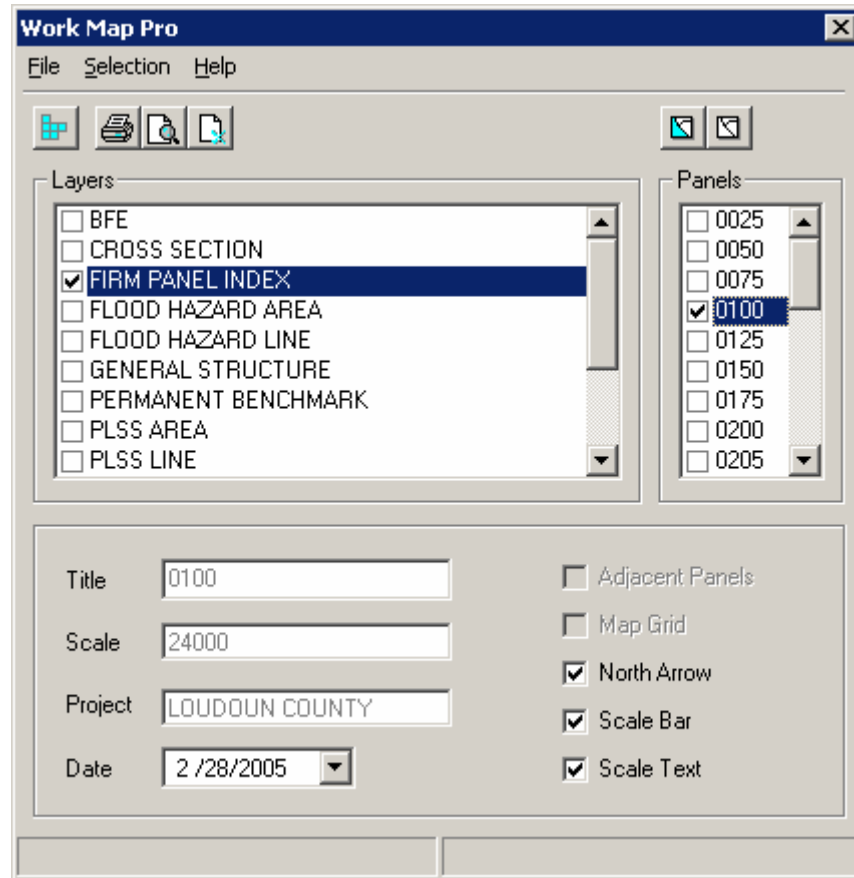 Work Map Pro
File Selection Help
Layers
BFE
CROSS SECTION
FIRM PANEL INDEX
FLOOD HAZARD AREA
FLOOD HAZARD LINE
GENERAL STRUCTURE
PERMANENT BENCHMARK
PLSS AREA
PLSS LINE
Panels
0025
0050
0075
0100
0125
0150
0175
0200
0205
Title 0100
Scale 24000
Project LOUDOUN COUNTY
Date 2 /28/2005
Adjacent Panels
Map Grid
North Arrow
Scale Bar
Scale Text